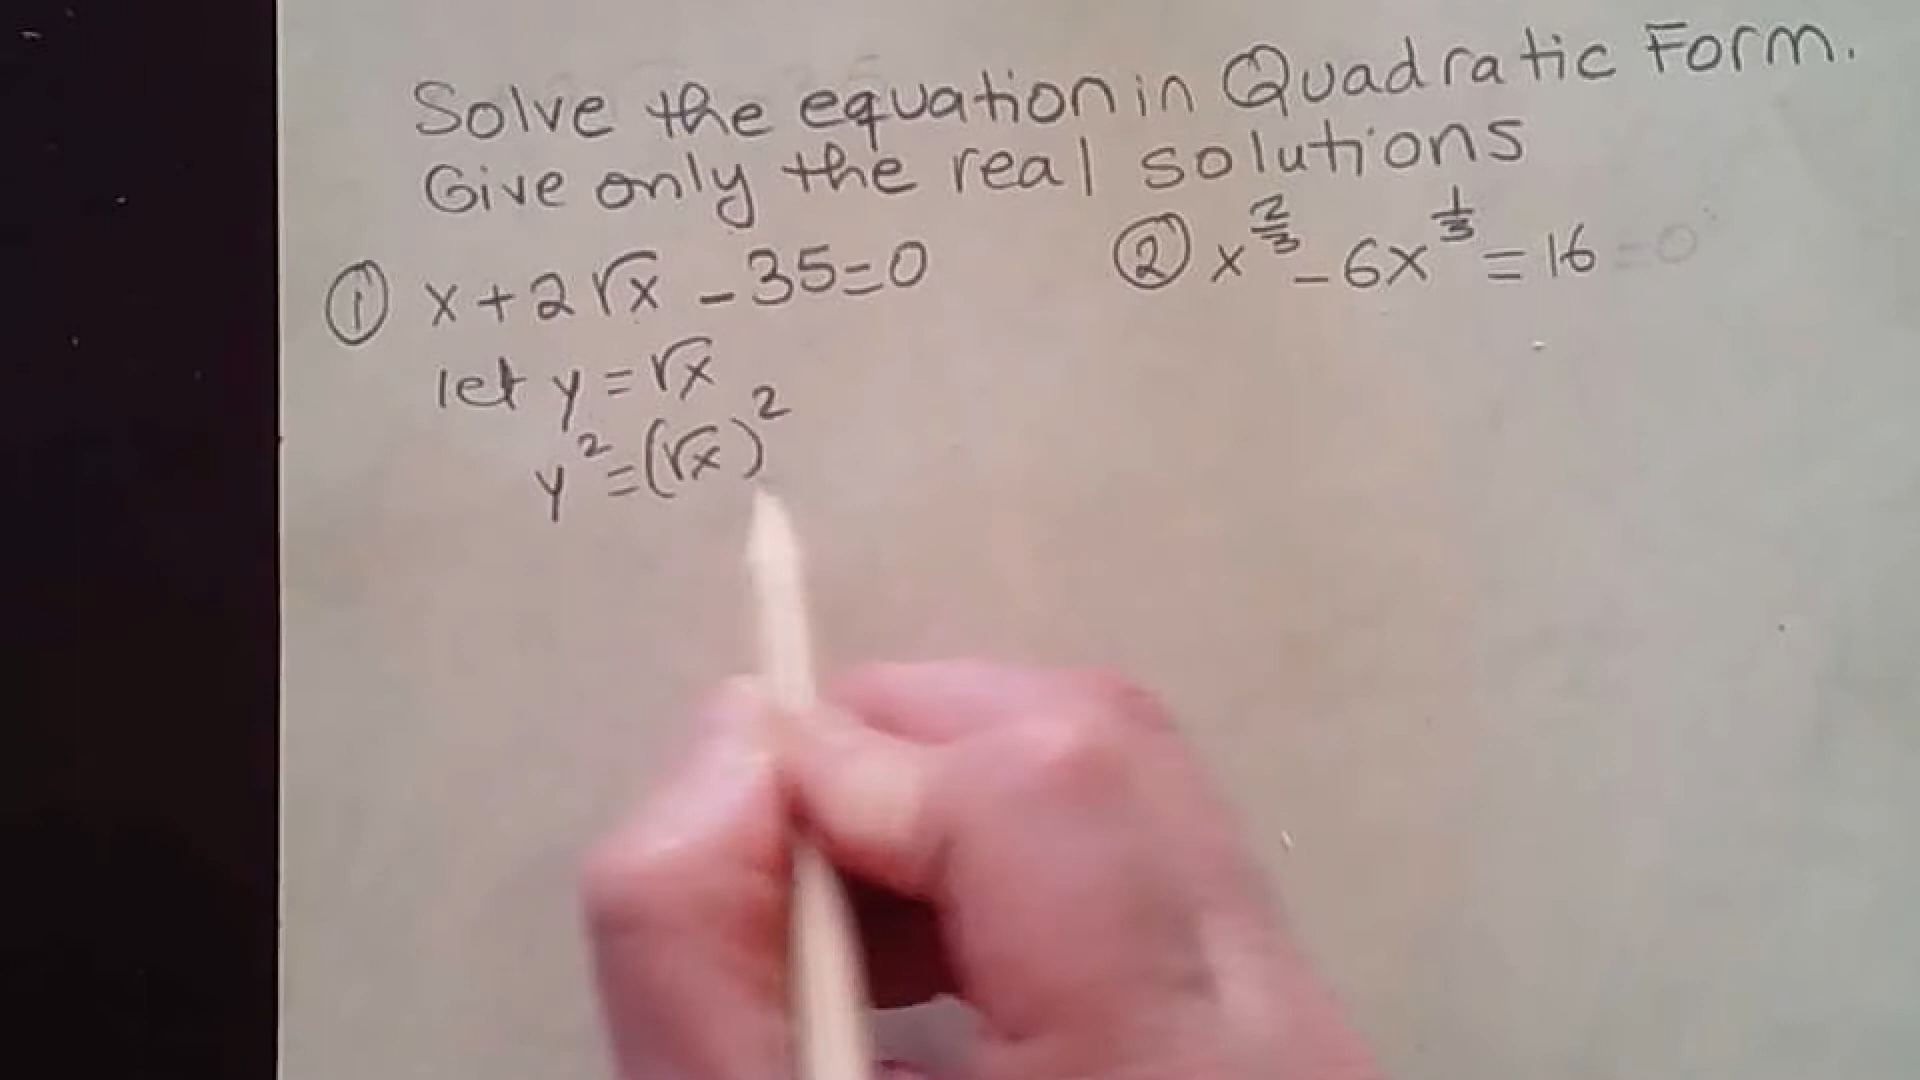 Solve the equation in Quadratic Form.
Give only the real solutions
① x+2√x -35=0
② x^(2/3) - 6x^(1/3) = 16 =0
let y = √x
y² = (√x)²